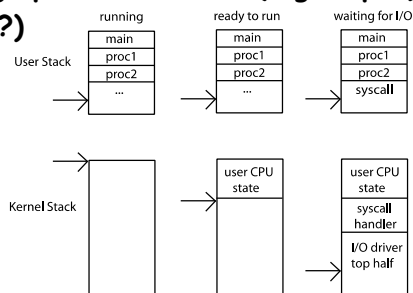 ?)
running
ready to run
waiting for I/O
User Stack
main
proc1
proc2
...
main
proc1
proc2
...
main
proc1
proc2
syscall
Kernel Stack
user CPU
state
user CPU
state
syscall
handler
I/O driver
top half